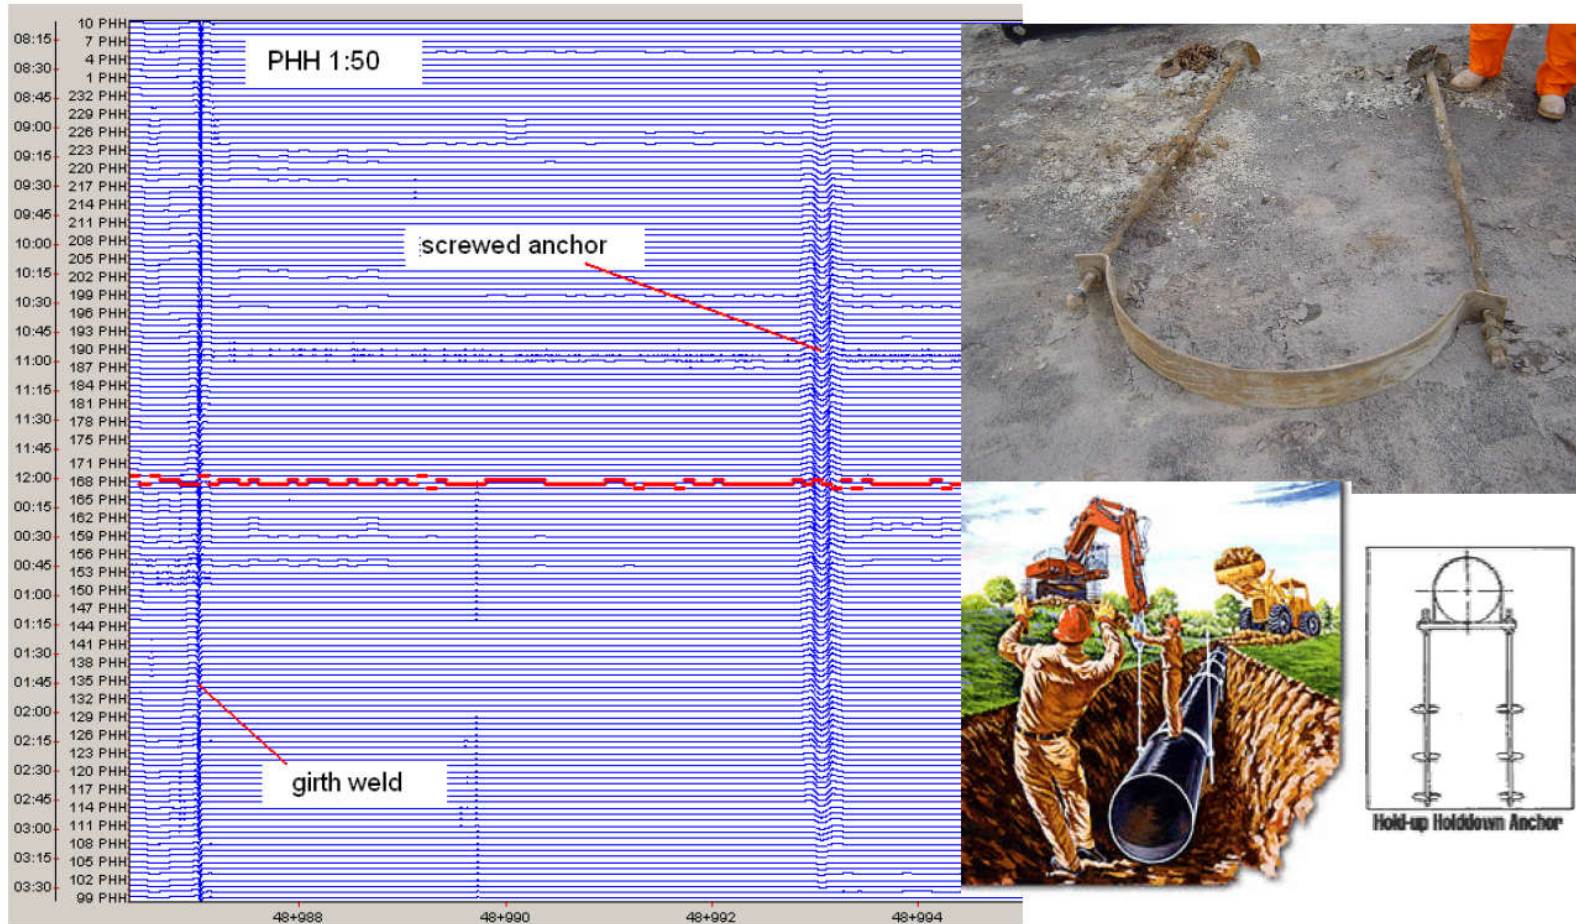 10 PHH
08:15
7 PHH
4 PHH
08:30
1 PHH
08:45
232 PHH
229 PHH
09:00
226 PHH
223 PHH
09:15
220 PHH
09:30
217 PHH
214 PHH
09:45
211 PHH
10:00
208 PHH
205 PHH
10:15
202 PHH
199 PHH
10:30
196 PHH
10:45
193 PHH
190 PHH
11:00
187 PHH
11:15
184 PHH
181 PHH
11:30
178 PHH
175 PHH
11:45
171 PHH
12:00
168 PHH
165 PHH
00:15
162 PHH
00:30
159 PHH
156 PHH
00:45
153 PHH
150 PHH
01:00
147 PHH
01:15
144 PHH
141 PHH
01:30
138 PHH
01:45
135 PHH
132 PHH
02:00
129 PHH
126 PHH
02:15
123 PHH
02:30
120 PHH
117 PHH
02:45
114 PHH
111 PHH
03:00
108 PHH
03:15
105 PHH
102 PHH
03:30
99 PHH
PHH 1:50
screwed anchor
girth weld
48+988
48+990
48+992
48+994
Hold-up Holddown Anchor